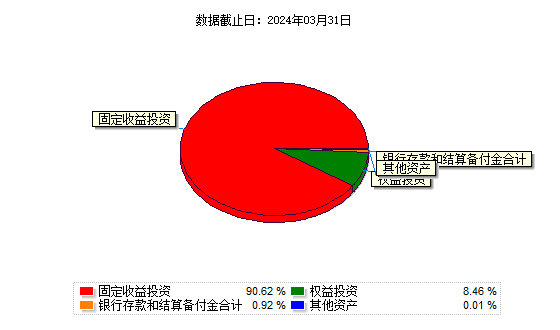 数据截止日：2024年03月31日
固定收益投资
银行存款和结算备付金合计
其他资产
权益投资
固定收益投资 90.62 % 权益投资 8.46 %
银行存款和结算备付金合计 0.92 % 其他资产 0.01 %